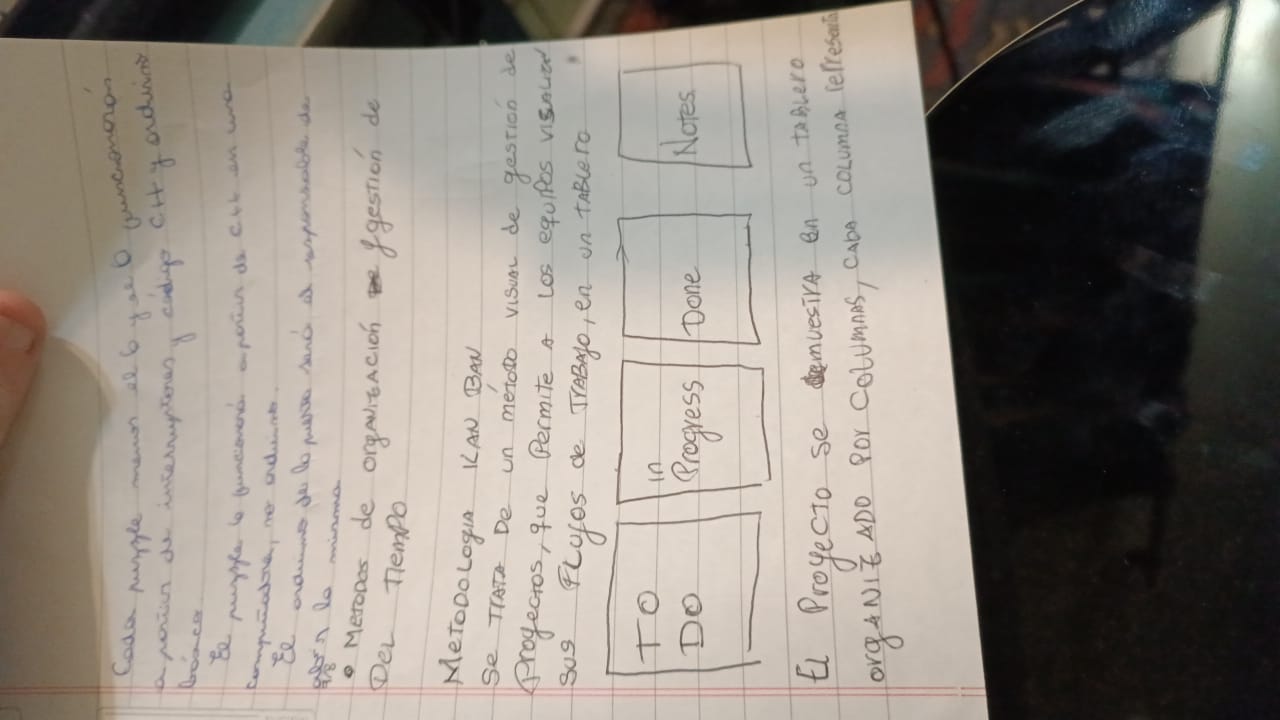 Cada puzzle menos el 6 y el 0 funcionarán
a partir de interruptores y código C++ y arduino
básico.
El puzzle 6 funcionará a partir de C++ en una
computadora, no arduino.
El arduino de la puerta será el responsable de
abrir la misma
• Metodos de organización y gestión de
Del Tiempo
Metodologia KAN BAN
Se trata de un método visual de gestión de
Proyectos, que Permite a los equipos visualizar
sus Flujos de Trabajo, en un tablero
TO
DO
in
Progress
Done
Notes
El Proyecto se demuestra en un tablero
organizado por columnas, cada columna representa